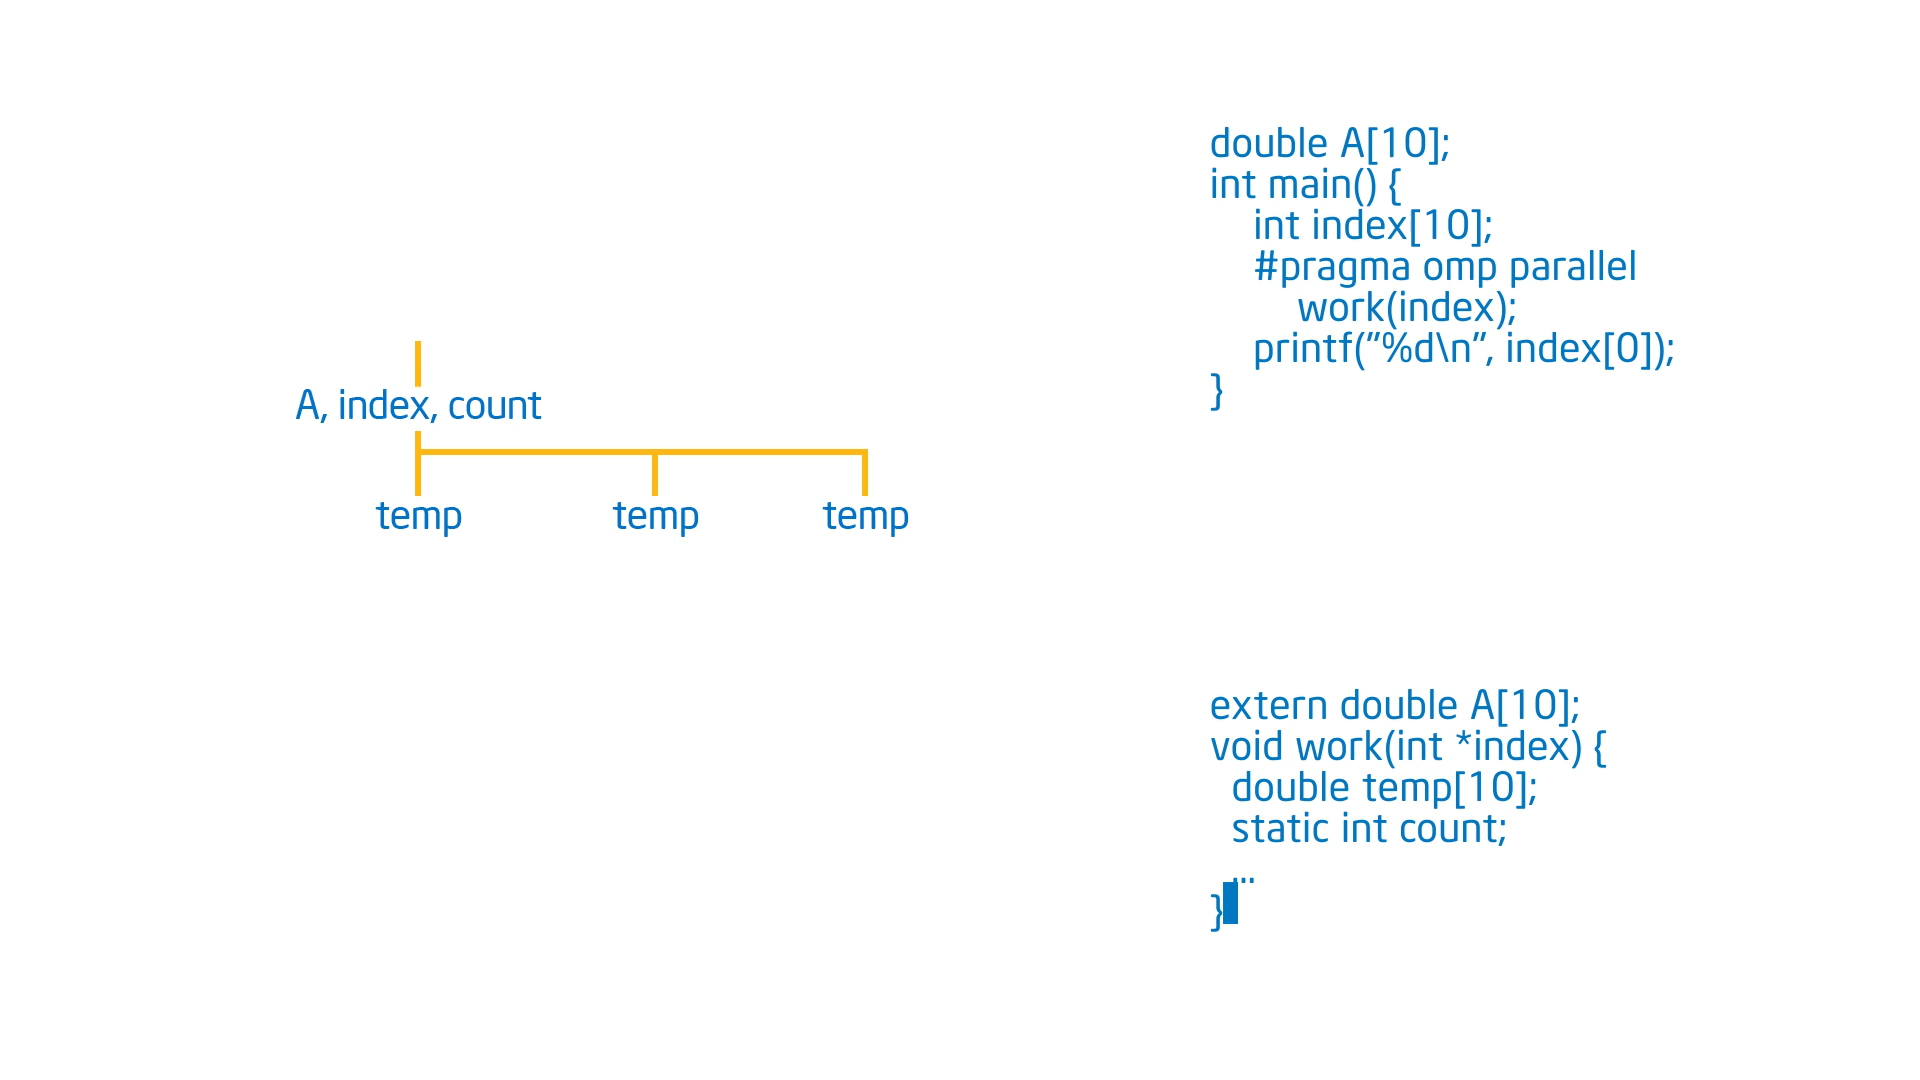 A, index, count
temp temp temp
double A[10];
int main() {
int index[10];
#pragma omp parallel
work(index);
printf("%d\n", index[0]);
}
extern double A[10];
void work(int *index) {
double temp[10];
static int count;
...
}